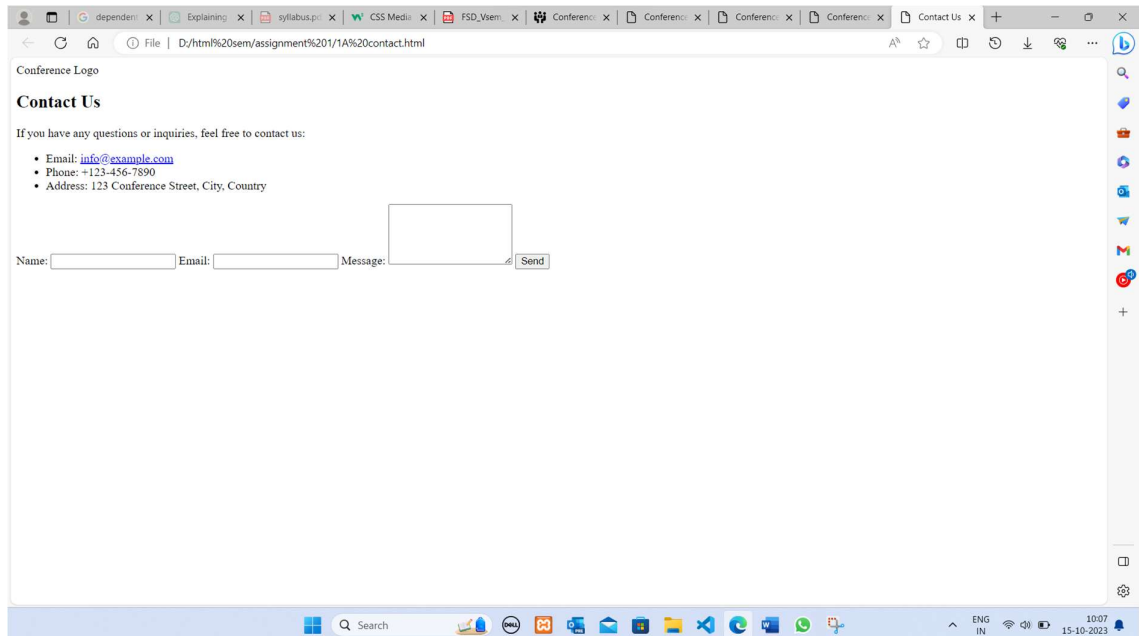 dependent
Explaining
syllabus.pd
CSS Media
FSD_Vsem_
Conference
Conference
Conference
Conference
Contact Us
File | D:/html%20sem/assignment%201/1A%20contact.html
Conference Logo
Contact Us
If you have any questions or inquiries, feel free to contact us:
• Email: info@example.com
• Phone: +123-456-7890
• Address: 123 Conference Street, City, Country
Name: Email: Message: Send
Search
DELL
ENG
IN
10:07
15-10-2023